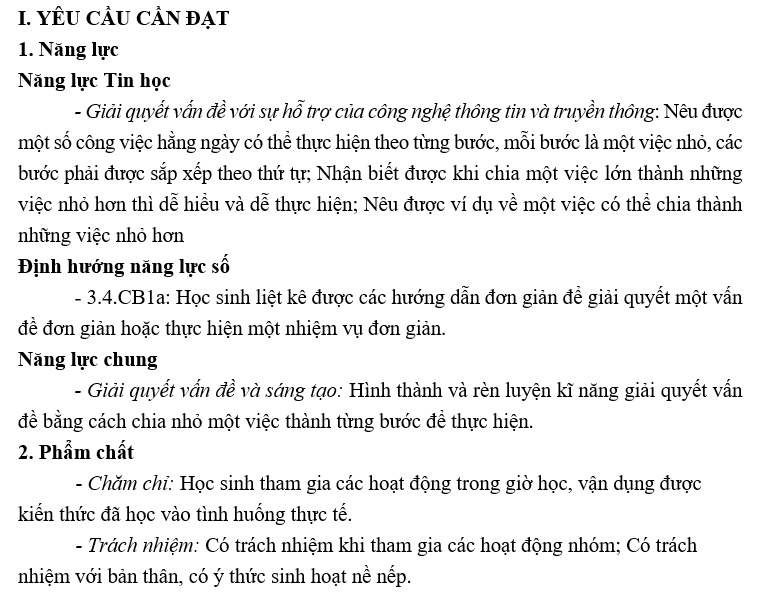 I. YÊU CẦU CẦN ĐẠT
1. Năng lực
Năng lực Tin học
- Giải quyết vấn đề với sự hỗ trợ của công nghệ thông tin và truyền thông: Nêu được
một số công việc hằng ngày có thể thực hiện theo từng bước, mỗi bước là một việc nhỏ, các
bước phải được sắp xếp theo thứ tự; Nhận biết được khi chia một việc lớn thành những
việc nhỏ hơn thì dễ hiểu và dễ thực hiện; Nêu được ví dụ về một việc có thể chia thành
những việc nhỏ hơn
Định hướng năng lực số
- 3.4.CB1a: Học sinh liệt kê được các hướng dẫn đơn giản để giải quyết một vấn
đề đơn giản hoặc thực hiện một nhiệm vụ đơn giản.
Năng lực chung
- Giải quyết vấn đề và sáng tạo: Hình thành và rèn luyện kĩ năng giải quyết vấn
đề bằng cách chia nhỏ một việc thành từng bước để thực hiện.
2. Phẩm chất
- Chăm chỉ: Học sinh tham gia các hoạt động trong giờ học, vận dụng được
kiến thức đã học vào tình huống thực tế.
- Trách nhiệm: Có trách nhiệm khi tham gia các hoạt động nhóm; Có trách
nhiệm với bản thân, có ý thức sinh hoạt nề nếp.